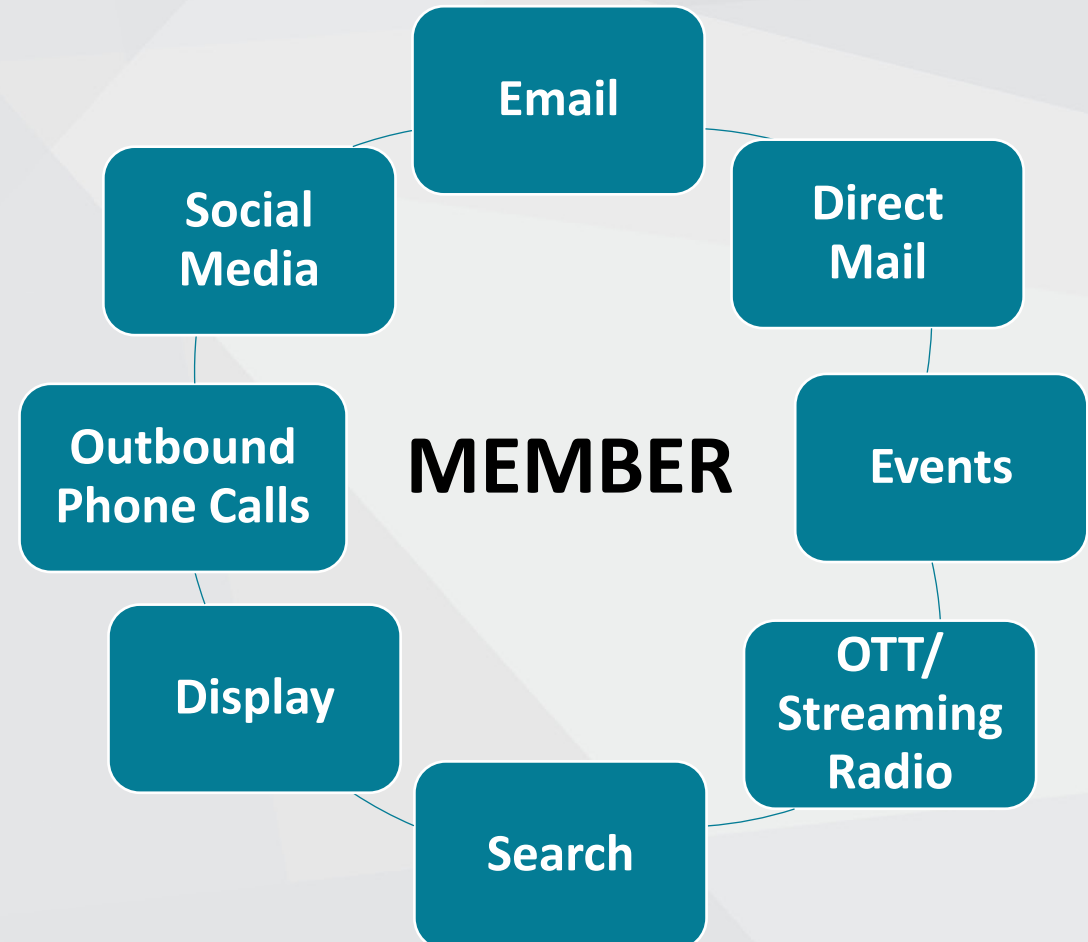 Email
Direct
Mail
Social
Media
Events
Outbound
Phone Calls
MEMBER
OTT/
Streaming
Radio
Display
Search